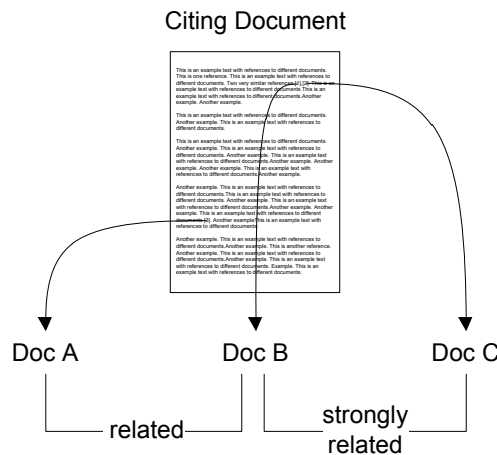 Citing Document
This is an example text with references to different documents.
This is one reference. This is an example text with references to
different documents. Two very similar references [1],[2]. This is an
example text with references to different documents.This is an
example text with references to different documents.Another
example. Another example.
This is an example text with references to different documents.
Another example. This is an example text with references to
different documents.
This is an example text with references to different documents.
Another example. This is an example text with references to
different documents. Another example. This is an example text
with references to different documents.Another example. Another
example. Another example. This is an example text with
references to different documents.Another example.
Another example. This is an example text with references to
different documents.This is an example text with references to
different documents. Another example. This is an example text
with references to different documents.Another example. Another
example. This is an example text with references to different
documents [3]. Another example This is an example text with
references to different documents.
Another example. This is an example text with references to
different documents.Another example. This is another reference.
Another example. This is an example text with references to
different documents.Another example. This is an example text
with references to different documents. Example. This is an
example text with references to different documents.
Doc A
Doc B
Doc C
related
strongly
related